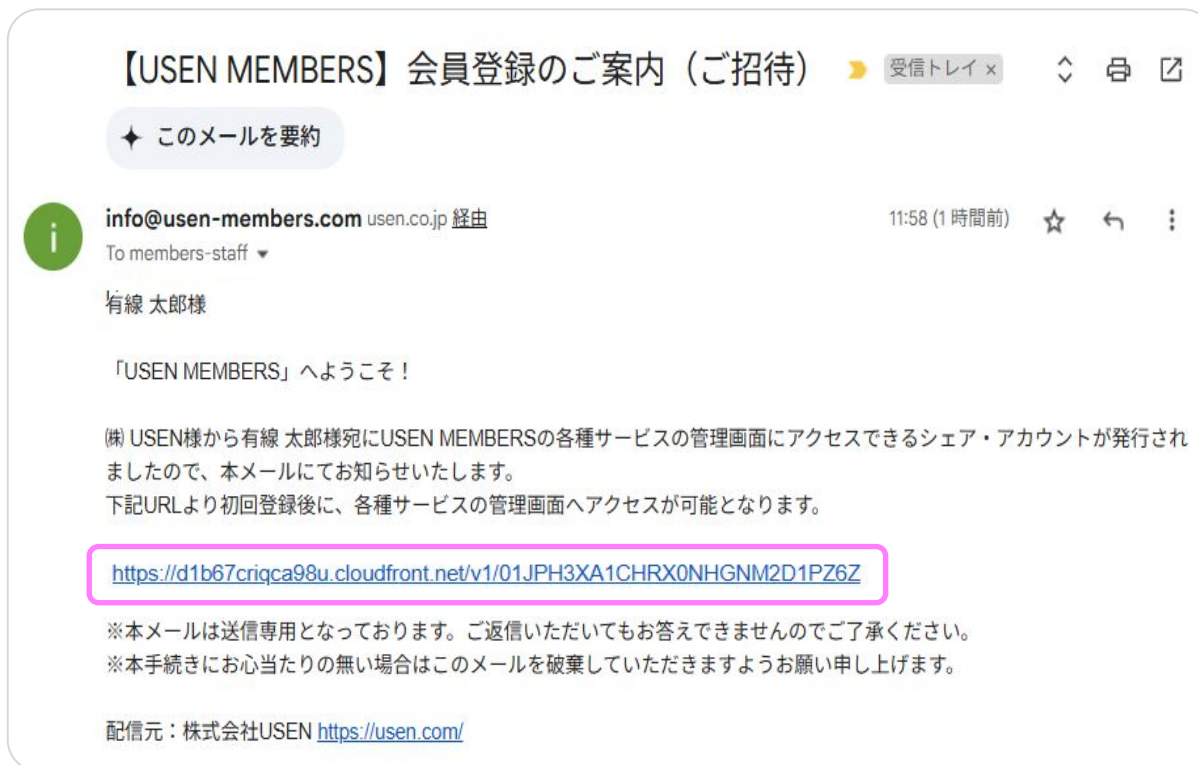 【USEN MEMBERS】会員登録のご案内（ご招待）
受信トレイ ×
このメールを要約
i
info@usen-members.com usen.co.jp 経由
11:58 (1 時間前)
To members-staff
有線 太郎様
「USEN MEMBERS」へようこそ！
㈱ USEN様から有線 太郎様宛にUSEN MEMBERSの各種サービスの管理画面にアクセスできるシェア・アカウントが発行され
ましたので、本メールにてお知らせいたします。
下記URLより初回登録後に、各種サービスの管理画面へアクセスが可能となります。
https://d1b67criqca98u.cloudfront.net/v1/01JPH3XA1CHRX0NHGNM2D1PZ6Z
※本メールは送信専用となっております。ご返信いただいてもお答えできませんのでご了承ください。
※本手続きにお心当たりの無い場合はこのメールを破棄していただきますようお願い申し上げます。
配信元：株式会社USEN https://usen.com/